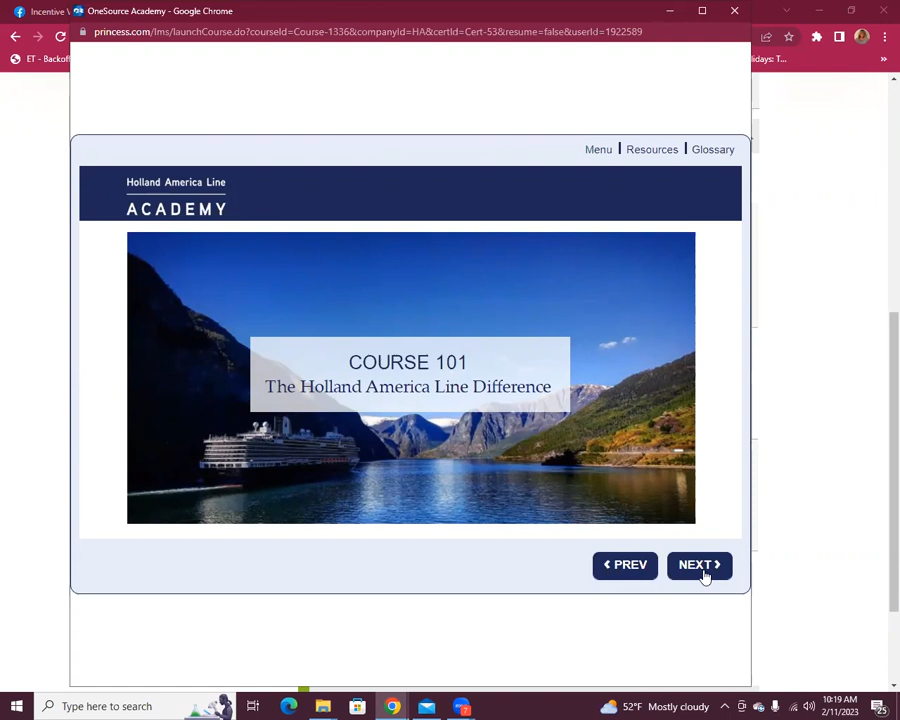 Incentive V
OneSource Academy - Google Chrome
princess.com/lms/launchCourse.do?courseId=Course-1336&companyId=HA&certId=Cert-53&resume=false&userId=1922589
ET - Backoff
lidays: T...
»
Menu | Resources | Glossary
Holland America Line
ACADEMY
COURSE 101
The Holland America Line Difference
‹ PREV
NEXT ›
Type here to search
52°F Mostly cloudy
10:19 AM
2/11/2023
25